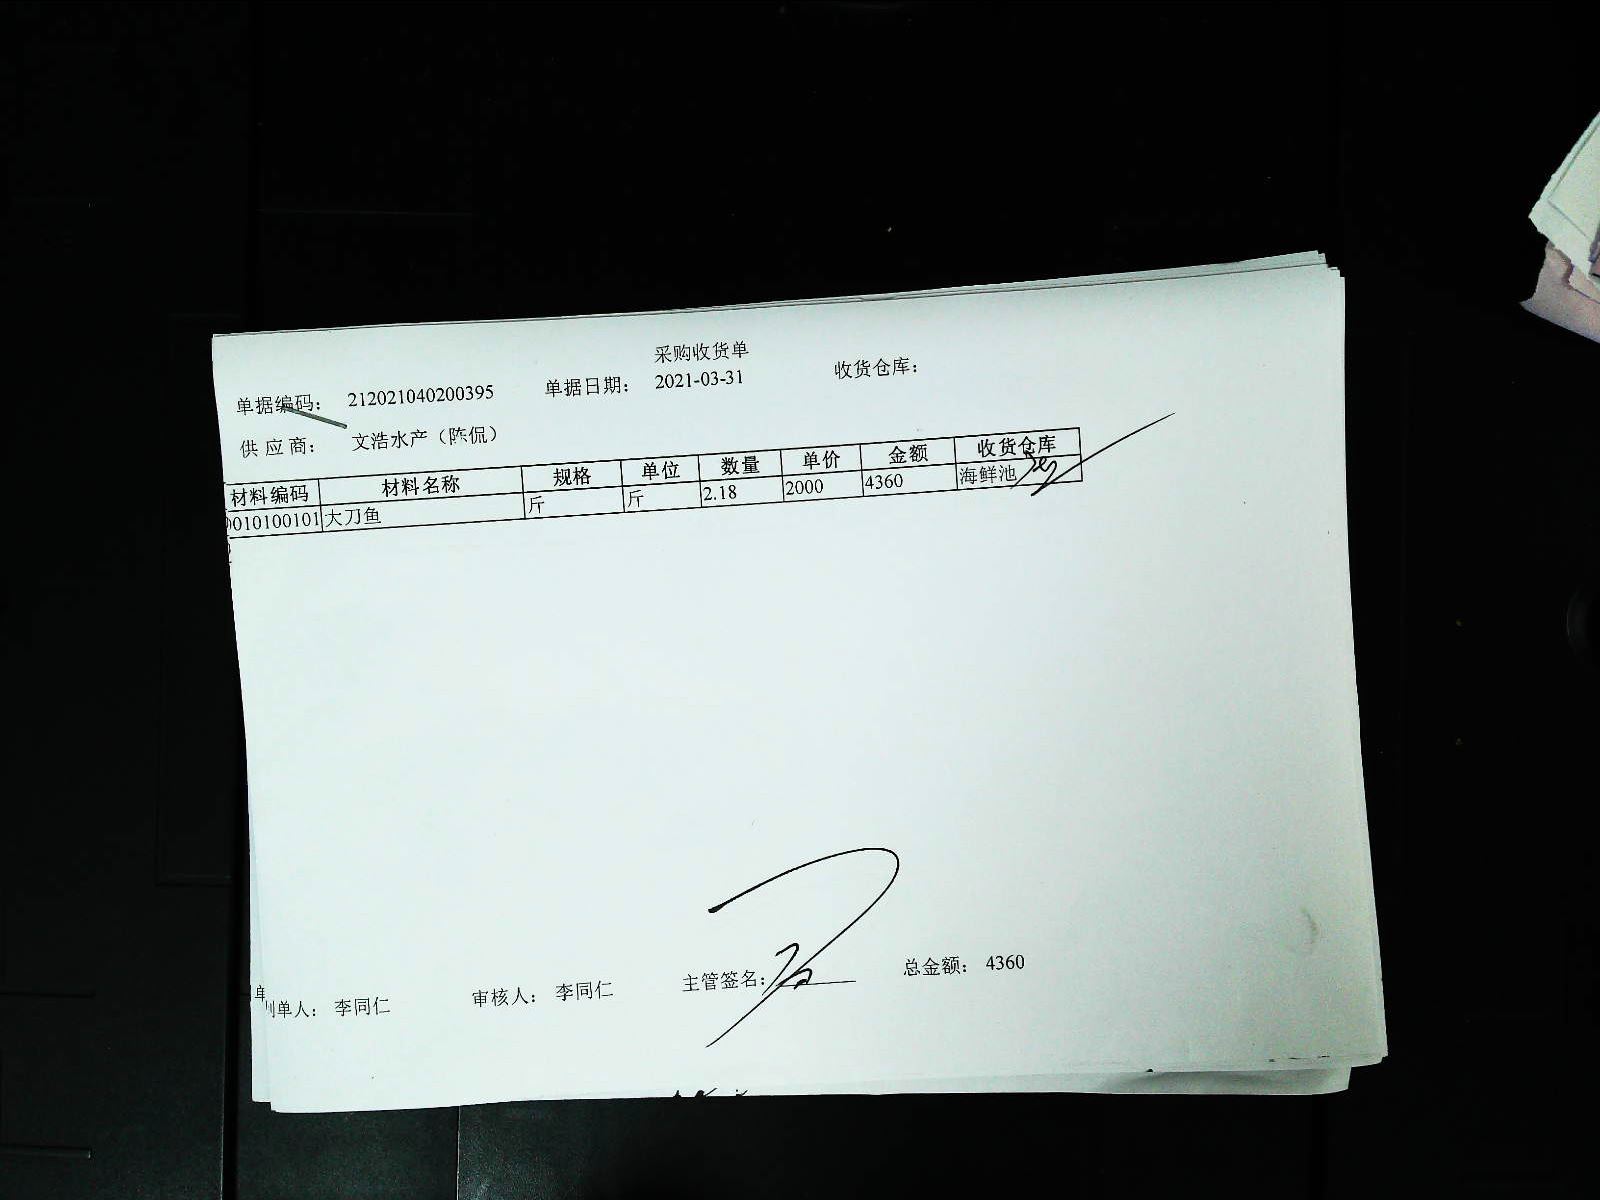 采购收货单
单据编码： 212021040200395 单据日期： 2021-03-31 收货仓库：
供 应 商： 文浩水产（陈侃）
材料编码 材料名称 规格 单位 数量 单价 金额 收货仓库
010100101 大刀鱼 斤 斤 2.18 2000 4360 海鲜池
制单人： 李同仁 审核人： 李同仁 主管签名： 总金额： 4360